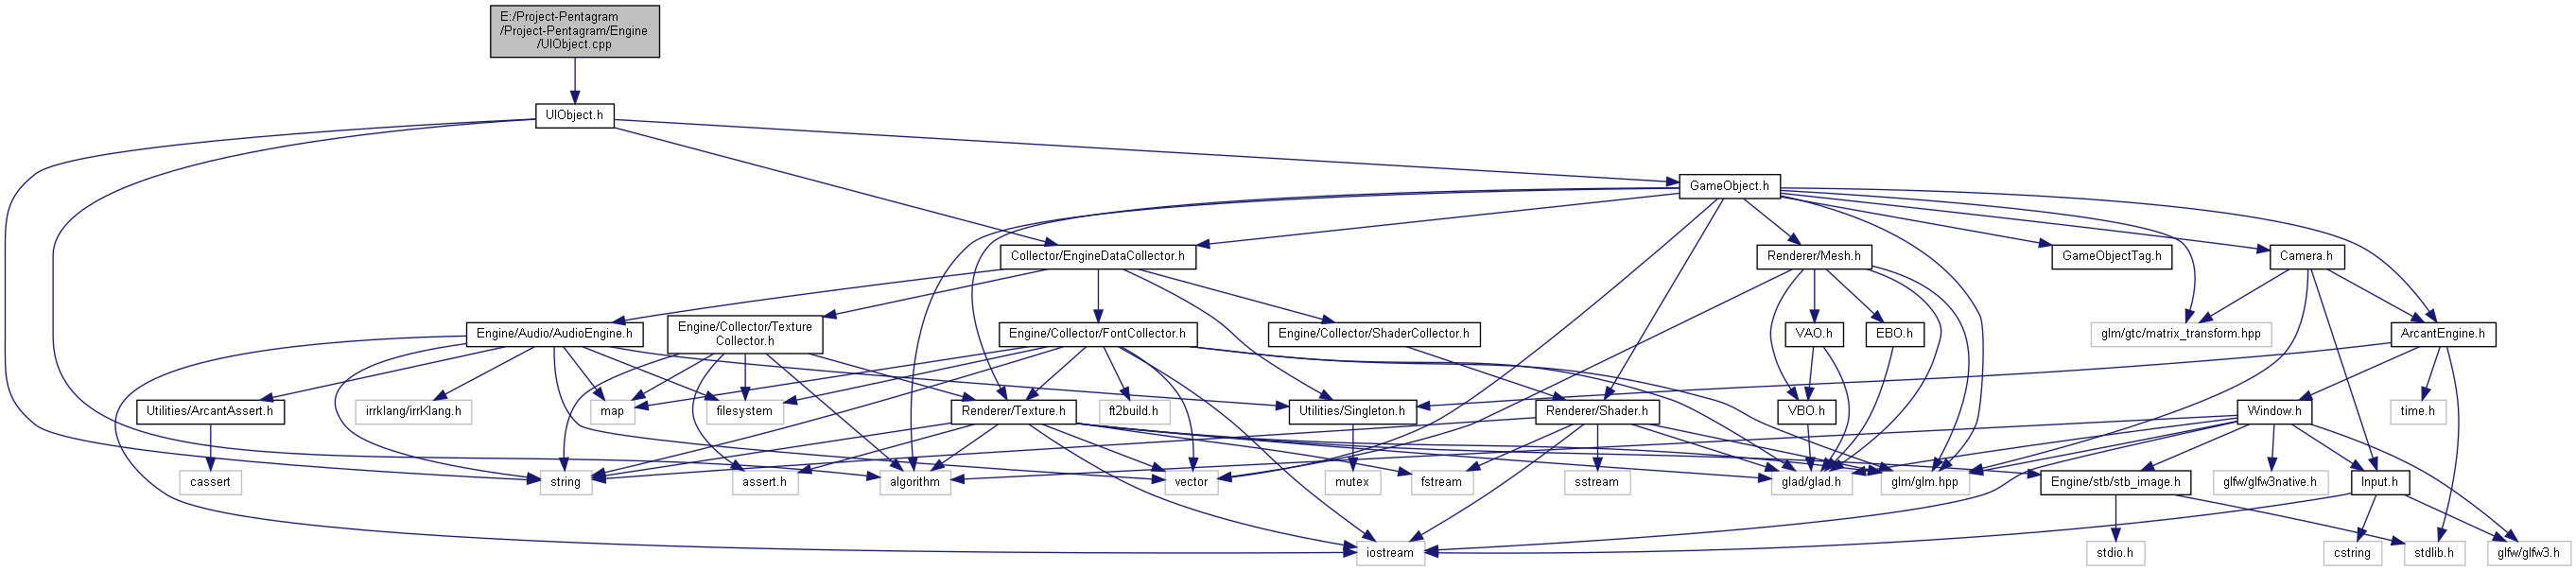 E:/Project-Pentagram
/Project-Pentagram/Engine
/UIObject.cpp
UIObject.h
GameObject.h
Collector/EngineDataCollector.h
Renderer/Mesh.h
GameObjectTag.h
Camera.h
Engine/Audio/AudioEngine.h
Engine/Collector/Texture
Collector.h
Engine/Collector/FontCollector.h
Engine/Collector/ShaderCollector.h
VAO.h
EBO.h
glm/gtc/matrix_transform.hpp
ArcantEngine.h
Utilities/ArcantAssert.h
irrklang/irrKlang.h
map
filesystem
Renderer/Texture.h
ft2build.h
Utilities/Singleton.h
Renderer/Shader.h
VBO.h
Window.h
time.h
cassert
string
assert.h
algorithm
vector
mutex
fstream
sstream
glad/glad.h
glm/glm.hpp
Engine/stb/stb_image.h
glfw/glfw3native.h
Input.h
iostream
stdio.h
cstring
stdlib.h
glfw/glfw3.h